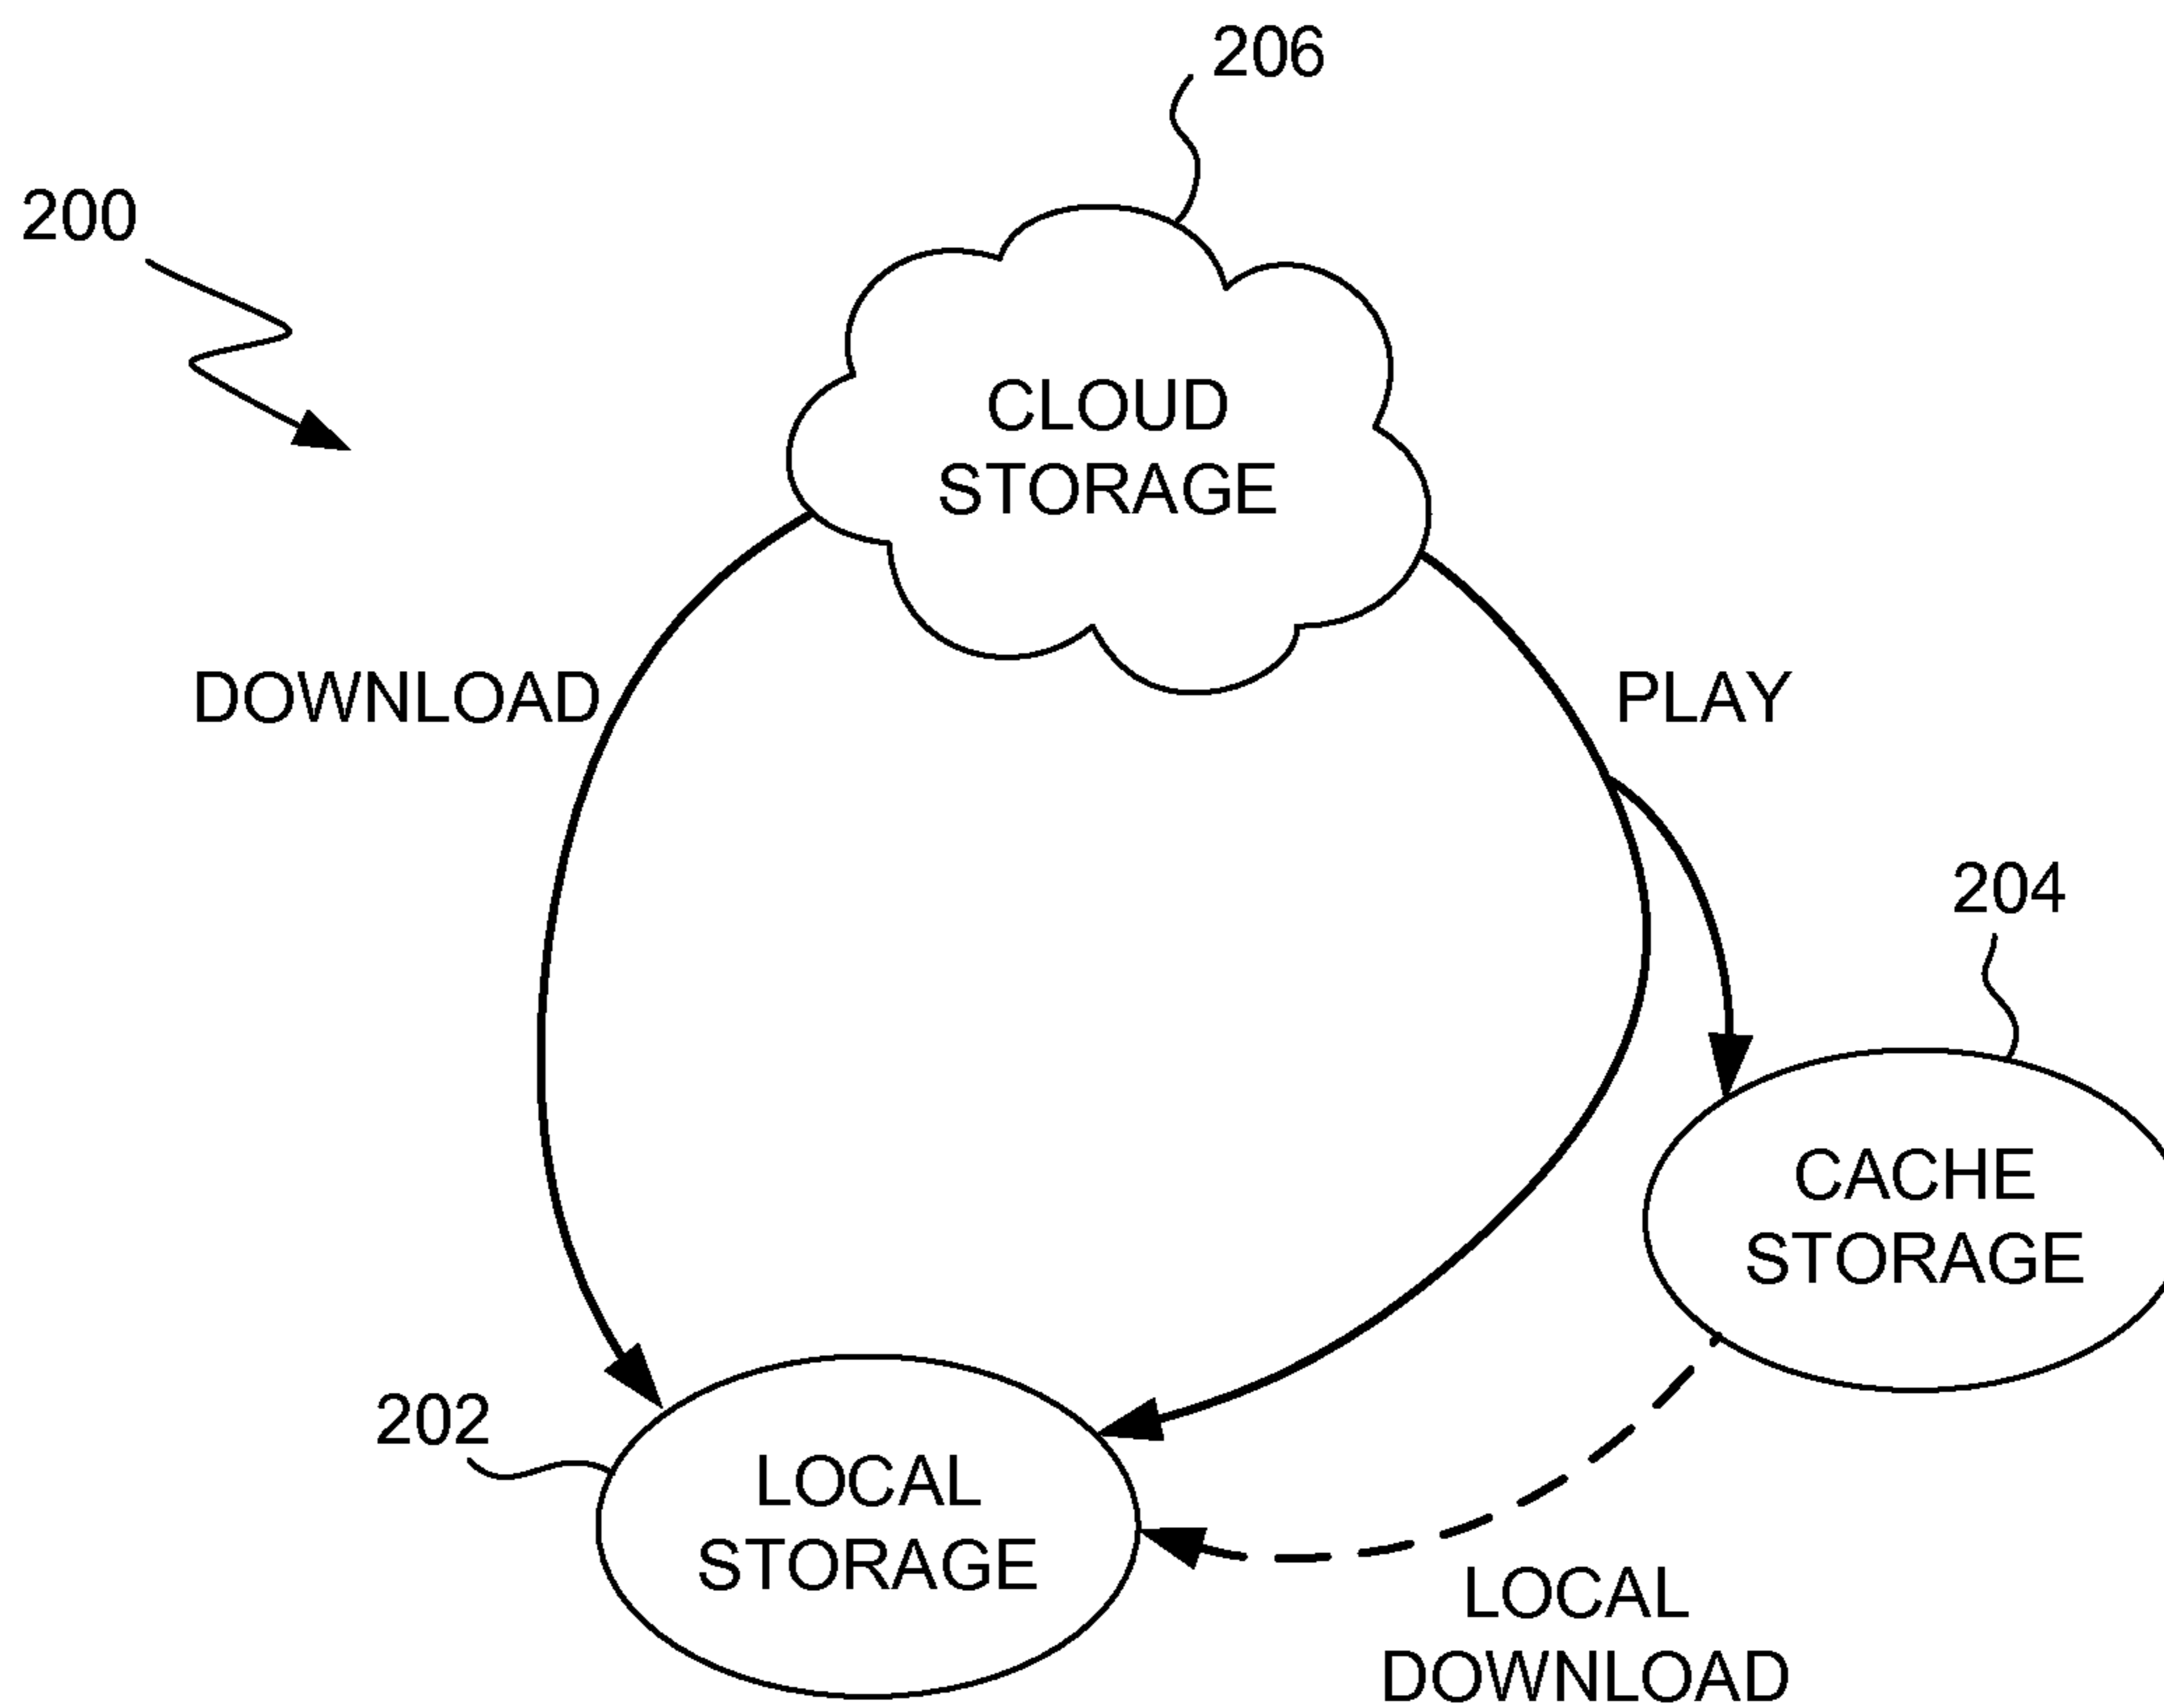 206
200
CLOUD
STORAGE
DOWNLOAD
PLAY
204
CACHE
STORAGE
202
LOCAL
STORAGE
LOCAL
DOWNLOAD